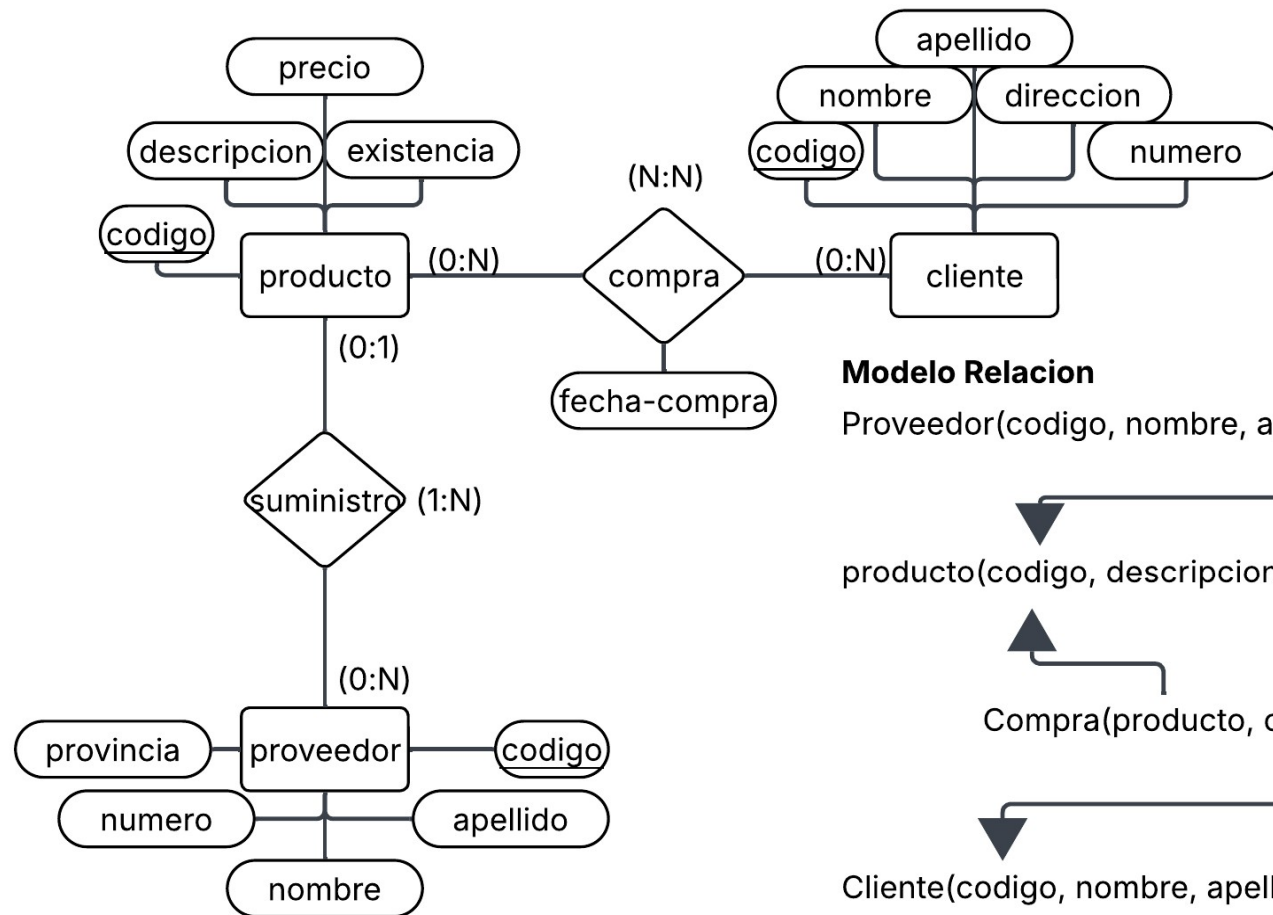 apellido
precio
nombre
direccion
descripcion
existencia
codigo
numero
(N:N)
codigo
producto
(0:N)
compra
(0:N)
cliente
(0:1)
fecha-compra
Modelo Relacion
Proveedor(codigo, nombre, a
suministro
(1:N)
producto(codigo, descripcion
(0:N)
Compra(producto, c
provincia
proveedor
codigo
numero
apellido
nombre
Cliente(codigo, nombre, apell